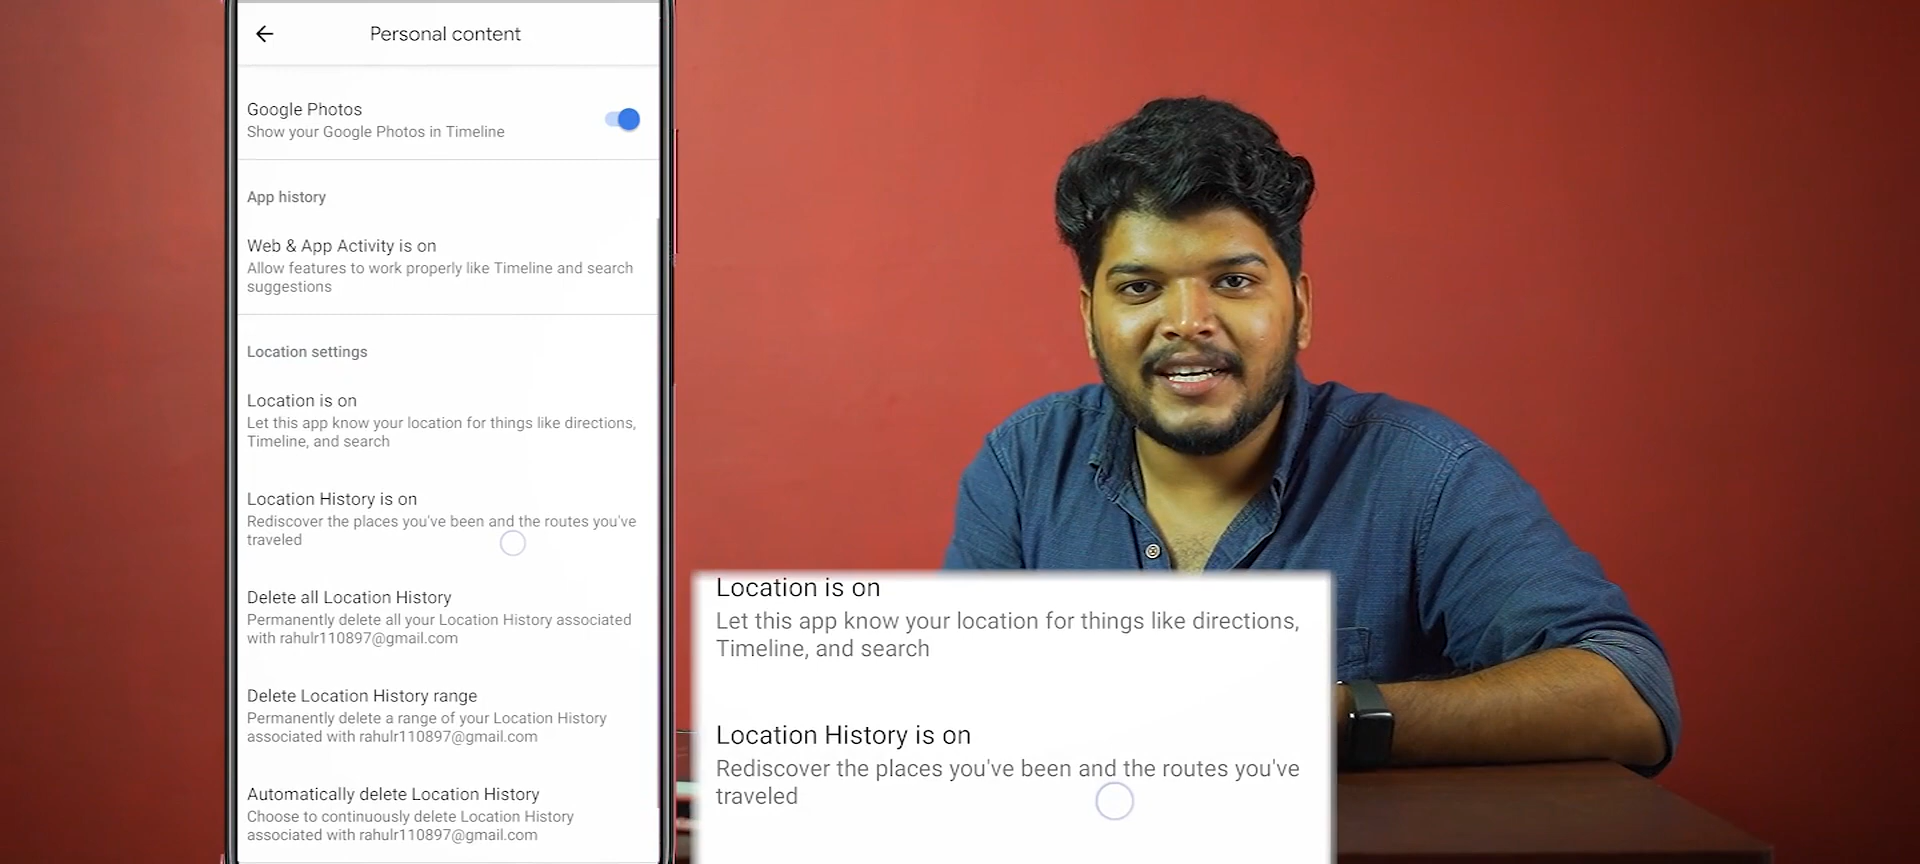 Personal content
Google Photos
Show your Google Photos in Timeline
App history
Web & App Activity is on
Allow features to work properly like Timeline and search
suggestions
Location settings
Location is on
Let this app know your location for things like directions,
Timeline, and search
Location History is on
Rediscover the places you've been and the routes you've
traveled
Delete all Location History
Permanently delete all your Location History associated
with rahulr110897@gmail.com
Delete Location History range
Permanently delete a range of your Location History
associated with rahulr110897@gmail.com
Automatically delete Location History
Choose to continuously delete Location History
associated with rahulr110897@gmail.com
Location is on
Let this app know your location for things like directions,
Timeline, and search
Location History is on
Rediscover the places you've been and the routes you've
traveled